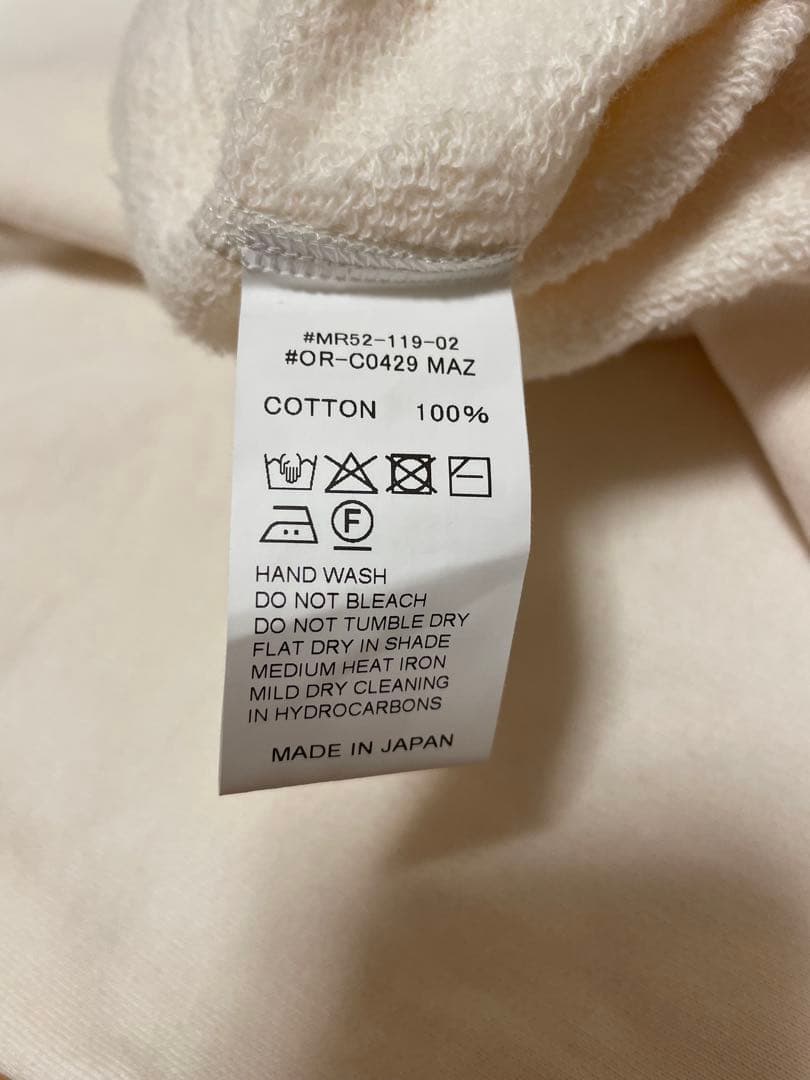 #MR52-119-02
#OR-C0429 MAZ
COTTON 100%
F
HAND WASH
DO NOT BLEACH
DO NOT TUMBLE DRY
FLAT DRY IN SHADE
MEDIUM HEAT IRON
MILD DRY CLEANING
IN HYDROCARBONS
MADE IN JAPAN